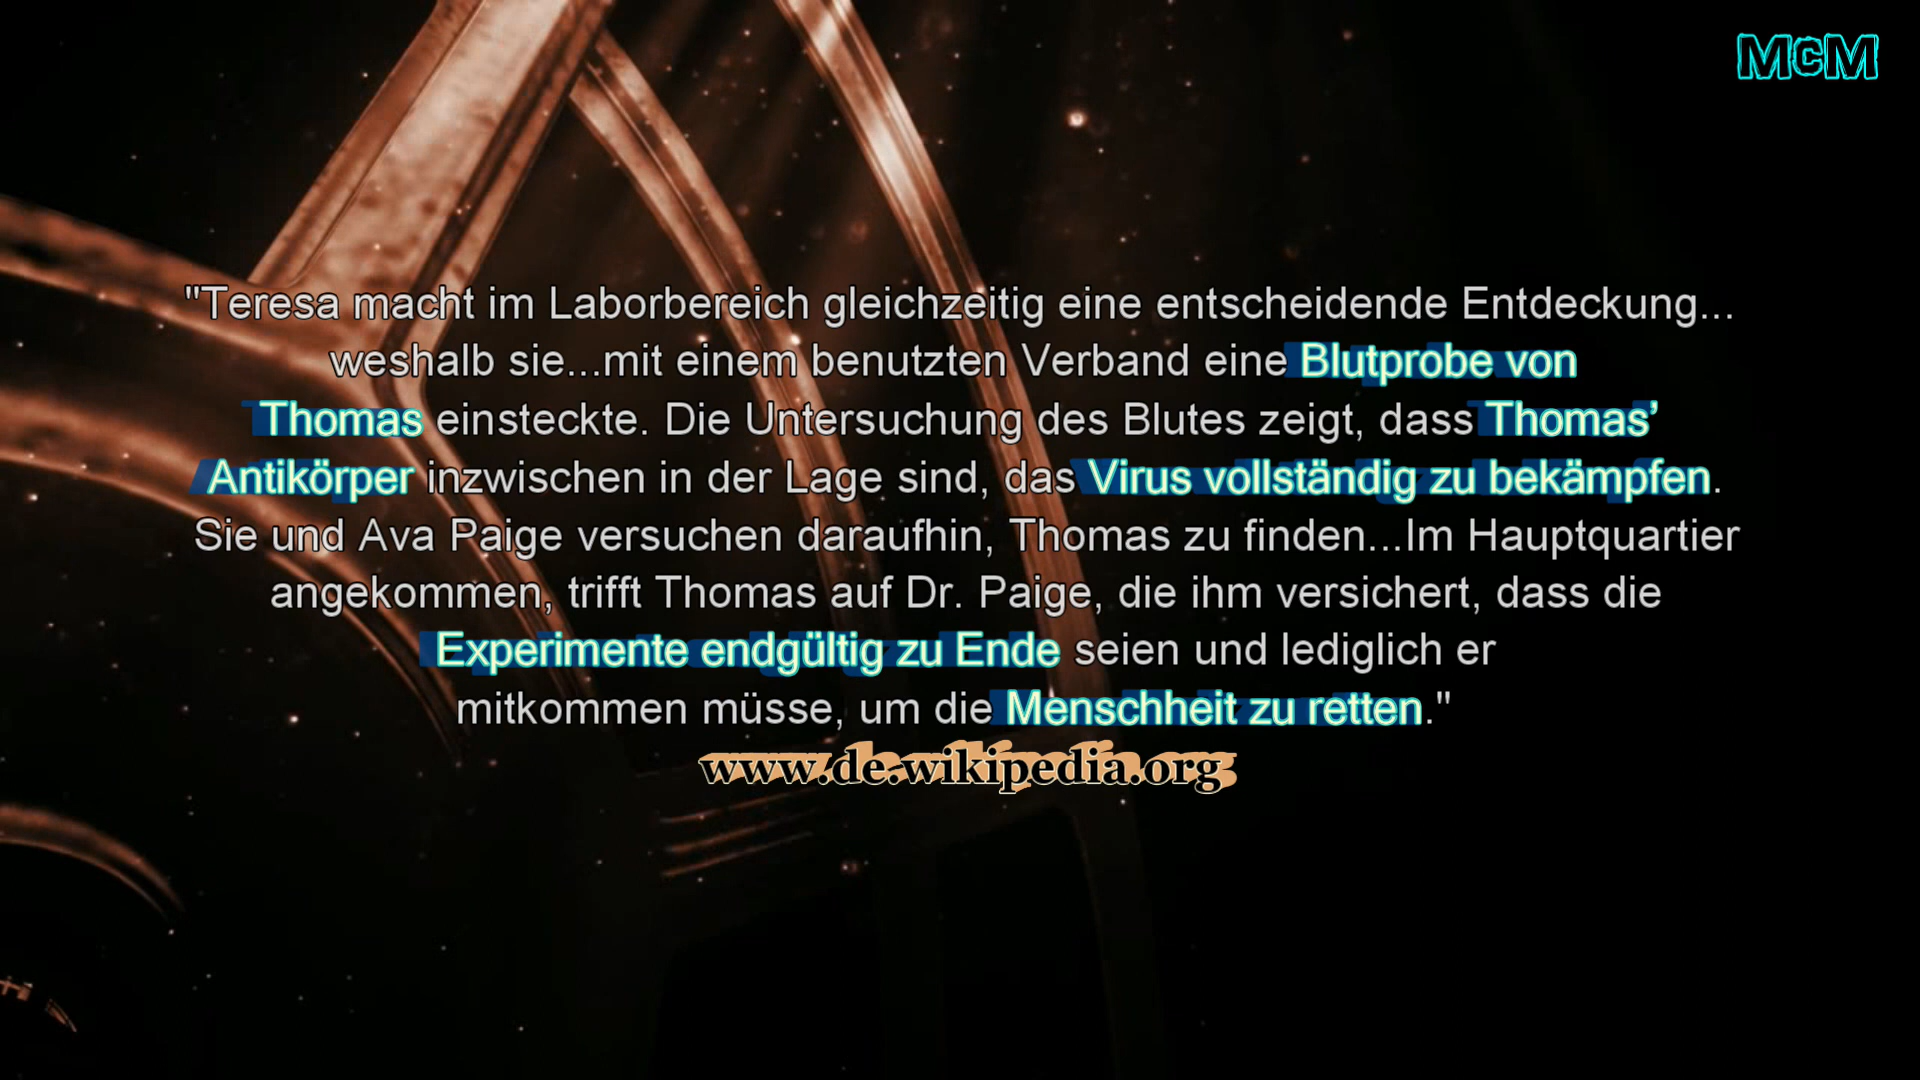 McM
"Teresa macht im Laborbereich gleichzeitig eine entscheidende Entdeckung...
weshalb sie...mit einem benutzten Verband eine Blutprobe von
Thomas einsteckte. Die Untersuchung des Blutes zeigt, dass Thomas’
Antikörper inzwischen in der Lage sind, das Virus vollständig zu bekämpfen.
Sie und Ava Paige versuchen daraufhin, Thomas zu finden...Im Hauptquartier
angekommen, trifft Thomas auf Dr. Paige, die ihm versichert, dass die
Experimente endgültig zu Ende seien und lediglich er
mitkommen müsse, um die Menschheit zu retten."
www.de.wikipedia.org